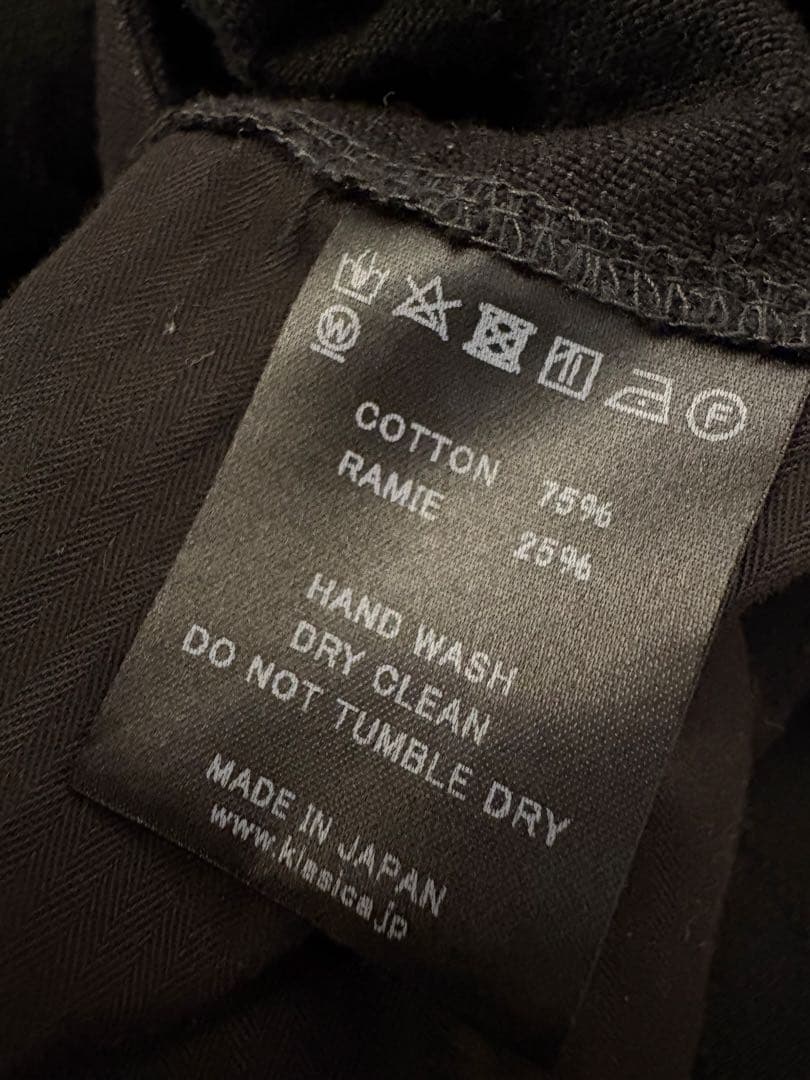 F
W
COTTON 75%
RAMIE 25%
HAND WASH
DRY CLEAN
DO NOT TUMBLE DRY
MADE IN JAPAN
www.klasica.jp